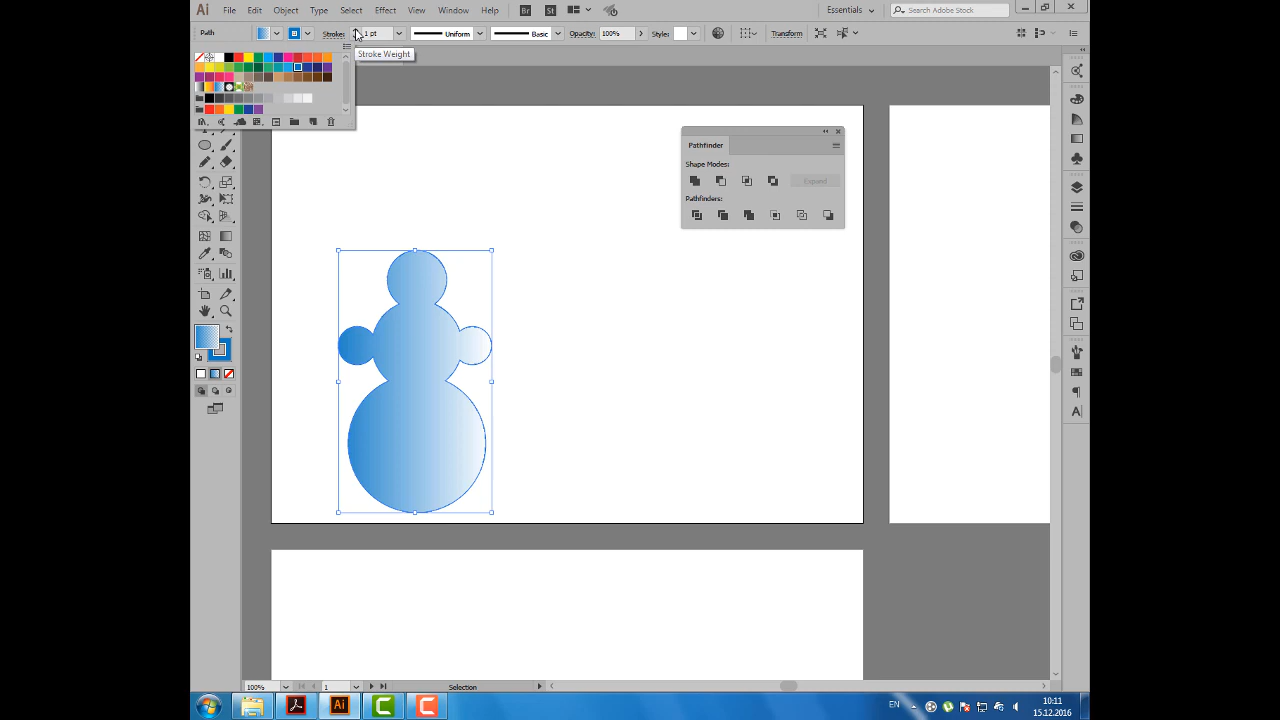 Ai File Edit Object Type Select Effect View Window Help Br St Essentials Search Adobe Stock
Path Stroke: 1 pt Uniform Basic Opacity: 100% Style: Transform
Stroke Weight
Pathfinder
Shape Modes:
Expand
Pathfinders:
100% 1 Selection
Ai EN 10:11
15.12.2016